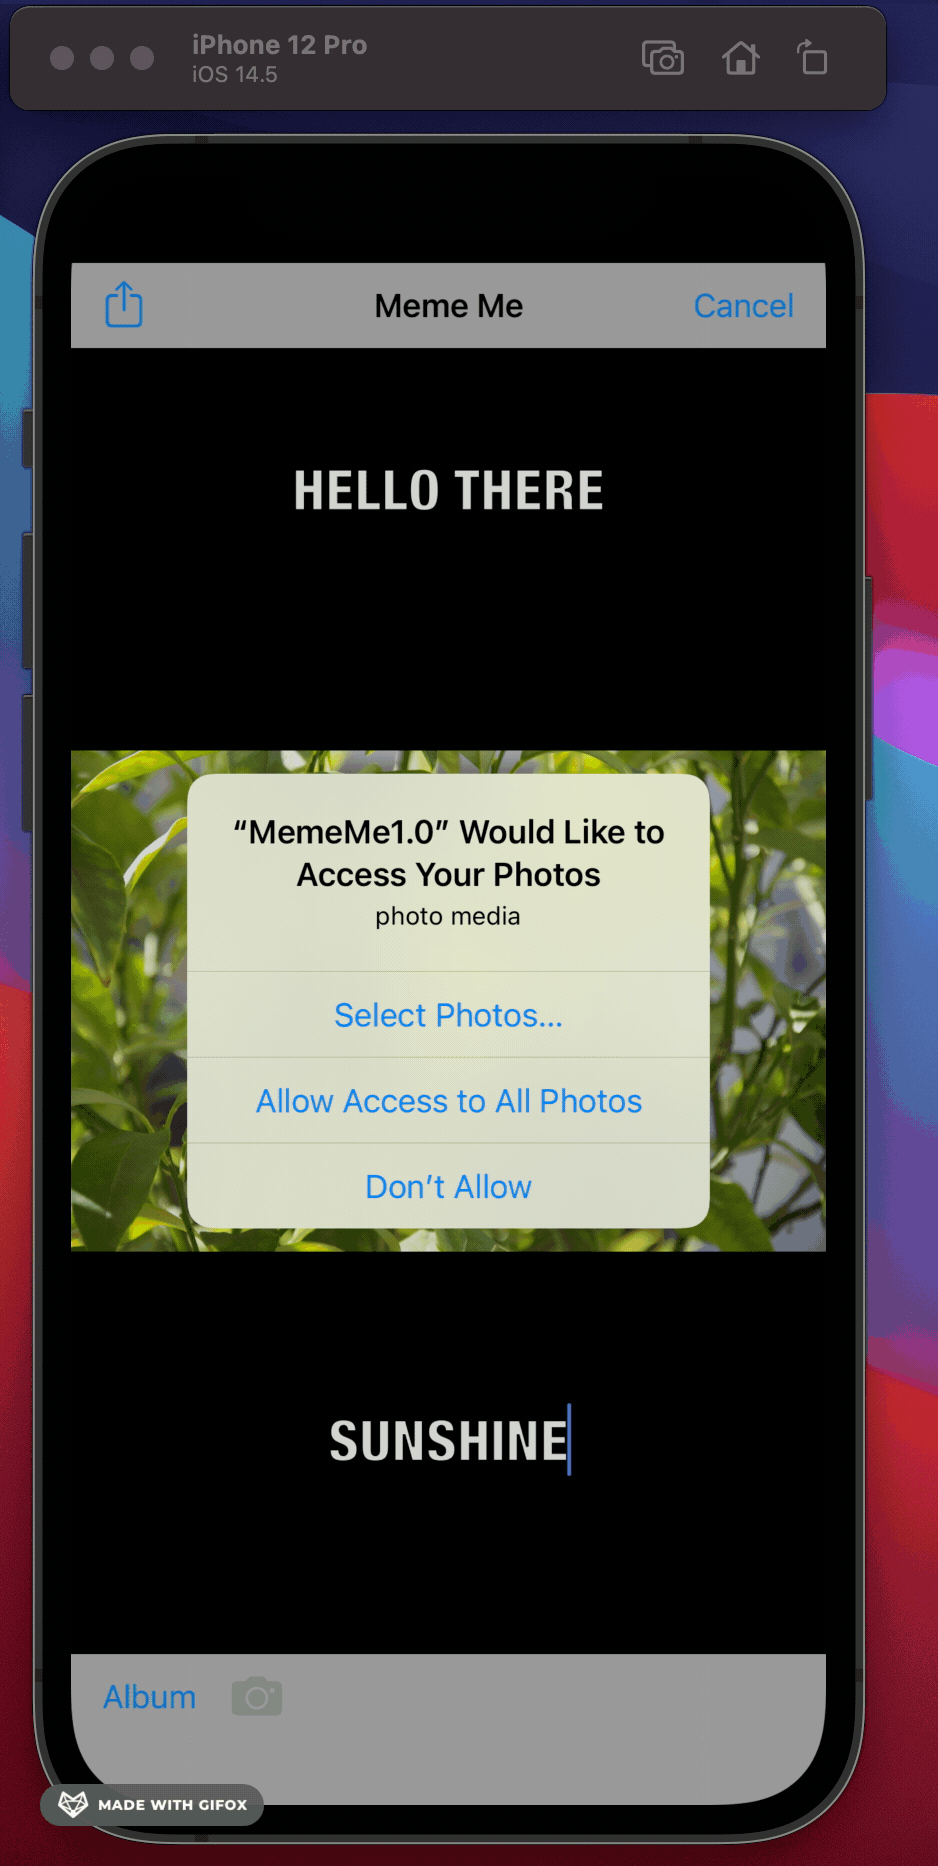 iPhone 12 Pro
iOS 14.5
Meme Me
Cancel
HELLO THERE
“MemeMe1.0” Would Like to
Access Your Photos
photo media
Select Photos...
Allow Access to All Photos
Don’t Allow
SUNSHINE
Album
MADE WITH GIFOX